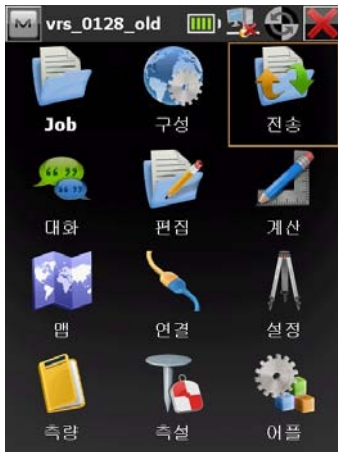 vrs_0128_old
Job 구성 전송
대화 편집 계산
맵 연결 설정
측량 측설 어플